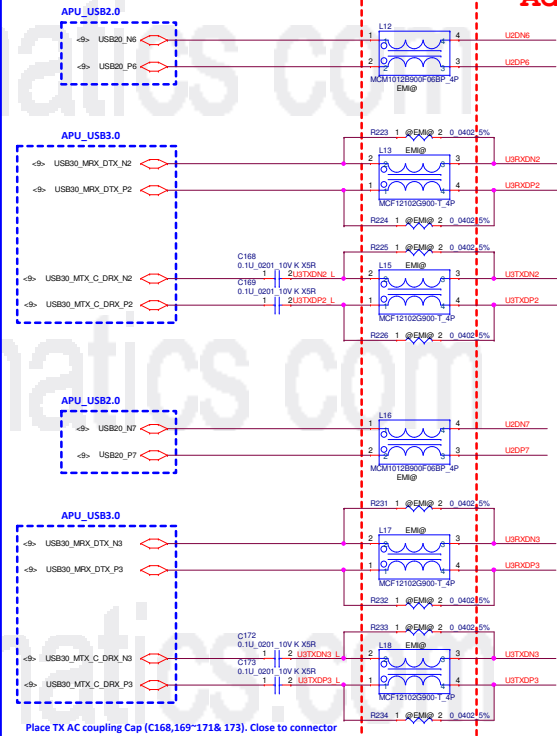 APU_USB2.0
AC
<9> USB20_N6
<9> USB20_P6
L12
1 4 U2DN6
2 3 U2DP6
MCM1012B900F06BP_4P
EMI@
APU_USB3.0
<9> USB30_MRX_DTX_N2
<9> USB30_MRX_DTX_P2
R223 1 @EMI@ 2 0_0402_5%
L13 EMI@
2 3 U3RXDN2
1 4 U3RXDP2
MCF12102G900-T_4P
R224 1 @EMI@ 2 0_0402_5%
<9> USB30_MTX_C_DRX_N2
<9> USB30_MTX_C_DRX_P2
C168
0.1U_0201_10V K X5R
1 2 U3TXDN2_L
C169
0.1U_0201_10V K X5R
1 2 U3TXDP2_L
R225 1 @EMI@ 2 0_0402_5%
L15 EMI@
2 3 U3TXDN2
1 4 U3TXDP2
MCF12102G900-T_4P
R226 1 @EMI@ 2 0_0402_5%
APU_USB2.0
<9> USB20_N7
<9> USB20_P7
L16
1 4 U2DN7
2 3 U2DP7
MCM1012B900F06BP_4P
EMI@
APU_USB3.0
<9> USB30_MRX_DTX_N3
<9> USB30_MRX_DTX_P3
R231 1 @EMI@ 2 0_0402_5%
L17 EMI@
2 3 U3RXDN3
1 4 U3RXDP3
MCF12102G900-T_4P
R232 1 @EMI@ 2 0_0402_5%
<9> USB30_MTX_C_DRX_N3
<9> USB30_MTX_C_DRX_P3
C172
0.1U_0201_10V K X5R
1 2 U3TXDN3_L
C173
0.1U_0201_10V K X5R
1 2 U3TXDP3_L
R233 1 @EMI@ 2 0_0402_5%
L18 EMI@
2 3 U3TXDN3
1 4 U3TXDP3
MCF12102G900-T_4P
R234 1 @EMI@ 2 0_0402_5%
Place TX AC coupling Cap (C168,169~171& 173). Close to connector